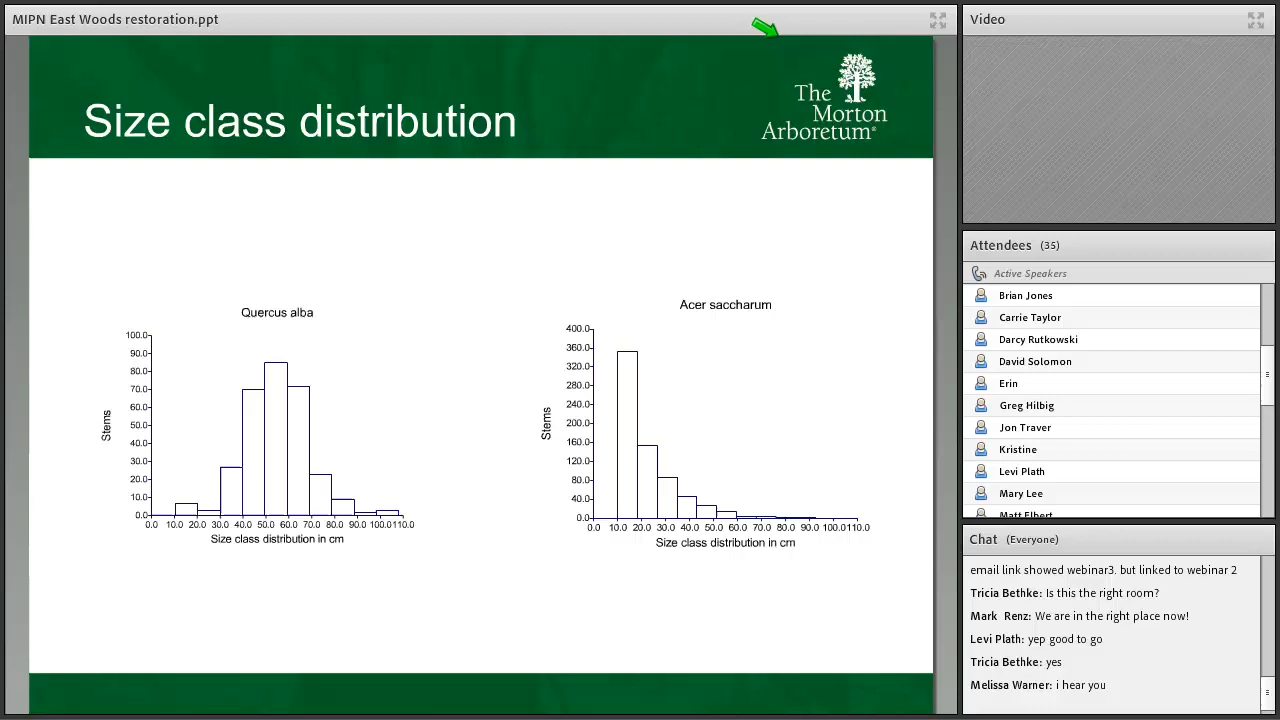 MIPN East Woods restoration.ppt
Size class distribution
The
Morton
Arboretum®
Quercus alba
100.0
90.0
80.0
70.0
60.0
50.0
40.0
30.0
20.0
10.0
0.0
Stems
0.0 10.0 20.0 30.0 40.0 50.0 60.0 70.0 80.0 90.0 100.0 110.0
Size class distribution in cm
Acer saccharum
400.0
360.0
320.0
280.0
240.0
200.0
160.0
120.0
80.0
40.0
0.0
Stems
0.0 10.0 20.0 30.0 40.0 50.0 60.0 70.0 80.0 90.0 100.0 110.0
Size class distribution in cm
Video
Attendees (35)
Active Speakers
Brian Jones
Carrie Taylor
Darcy Rutkowski
David Solomon
Erin
Greg Hilbig
Jon Traver
Kristine
Levi Plath
Mary Lee
Matt Elbert
Chat (Everyone)
email link showed webinar3. but linked to webinar 2
Tricia Bethke: Is this the right room?
Mark Renz: We are in the right place now!
Levi Plath: yep good to go
Tricia Bethke: yes
Melissa Warner: i hear you